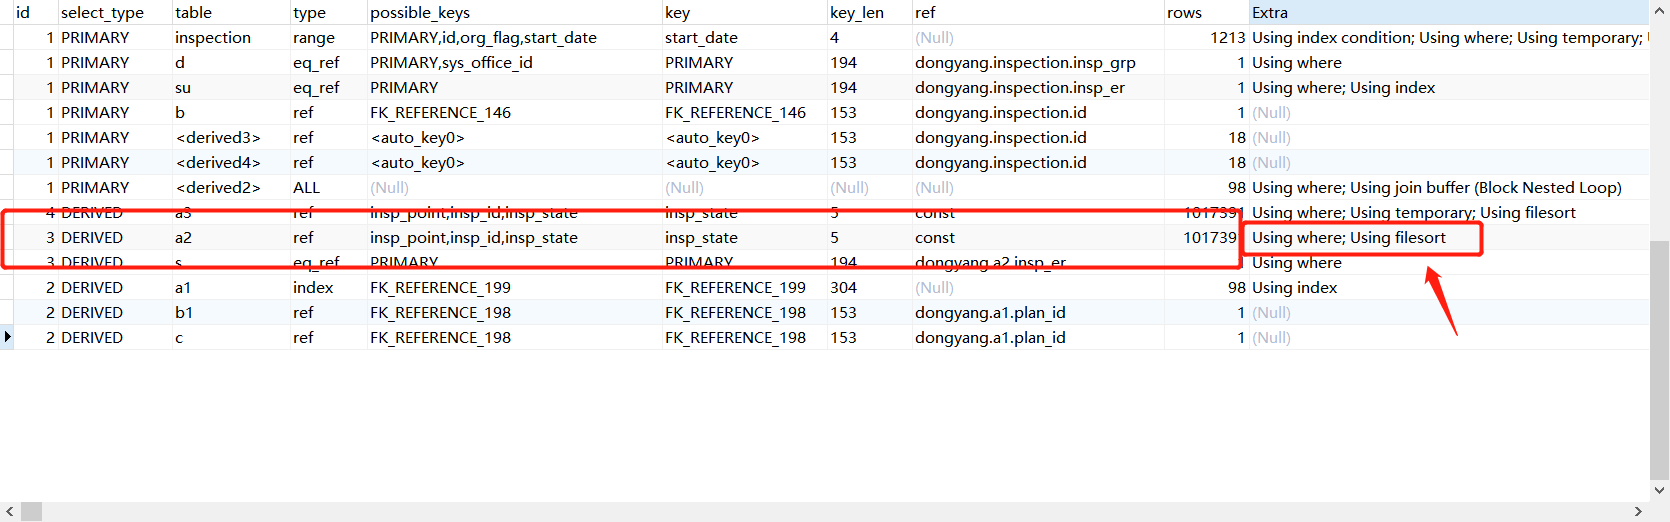 id select_type table type possible_keys key key_len ref rows Extra
1 PRIMARY inspection range PRIMARY,id,org_flag,start_date start_date 4 (Null) 1213 Using index condition; Using where; Using temporary;
1 PRIMARY d eq_ref PRIMARY,sys_office_id PRIMARY 194 dongyang.inspection.insp_grp 1 Using where
1 PRIMARY su eq_ref PRIMARY PRIMARY 194 dongyang.inspection.insp_er 1 Using where; Using index
1 PRIMARY b ref FK_REFERENCE_146 FK_REFERENCE_146 153 dongyang.inspection.id 1 (Null)
1 PRIMARY <derived3> ref <auto_key0> <auto_key0> 153 dongyang.inspection.id 18 (Null)
1 PRIMARY <derived4> ref <auto_key0> <auto_key0> 153 dongyang.inspection.id 18 (Null)
1 PRIMARY <derived2> ALL (Null) (Null) (Null) (Null) 98 Using where; Using join buffer (Block Nested Loop)
4 DERIVED a3 ref insp_point,insp_id,insp_state insp_state 5 const 1017391 Using where; Using temporary; Using filesort
3 DERIVED a2 ref insp_point,insp_id,insp_state insp_state 5 const 1017391 Using where; Using filesort
3 DERIVED s eq_ref PRIMARY PRIMARY 194 dongyang.a2.insp_er Using where
2 DERIVED a1 index FK_REFERENCE_199 FK_REFERENCE_199 304 (Null) 98 Using index
2 DERIVED b1 ref FK_REFERENCE_198 FK_REFERENCE_198 153 dongyang.a1.plan_id 1 (Null)
2 DERIVED c ref FK_REFERENCE_198 FK_REFERENCE_198 153 dongyang.a1.plan_id 1 (Null)